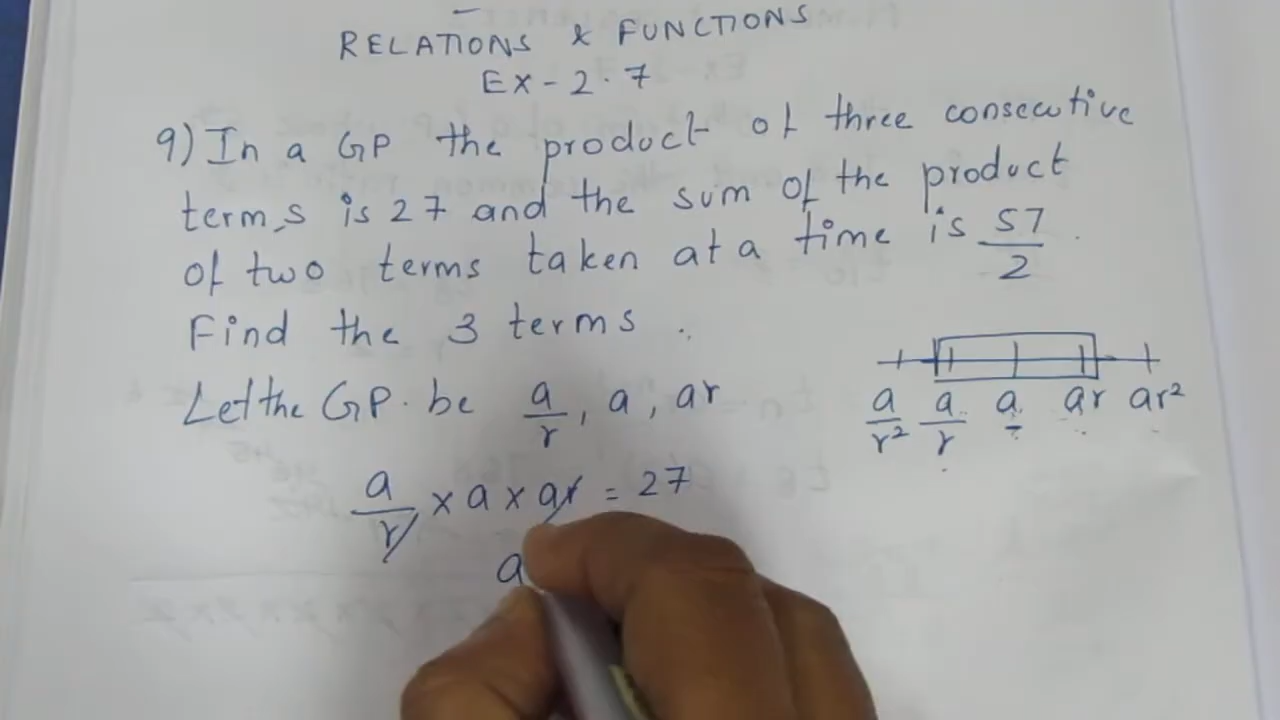 RELATIONS & FUNCTIONS
EX-2.7
9) In a GP the product of three consecutive
terms is 27 and the sum of the product
of two terms taken at a time is 57/2.
Find the 3 terms.
Let the GP. be a/r, a, ar
a/r² a/r a ar ar²
a/r × a × ar = 27
a